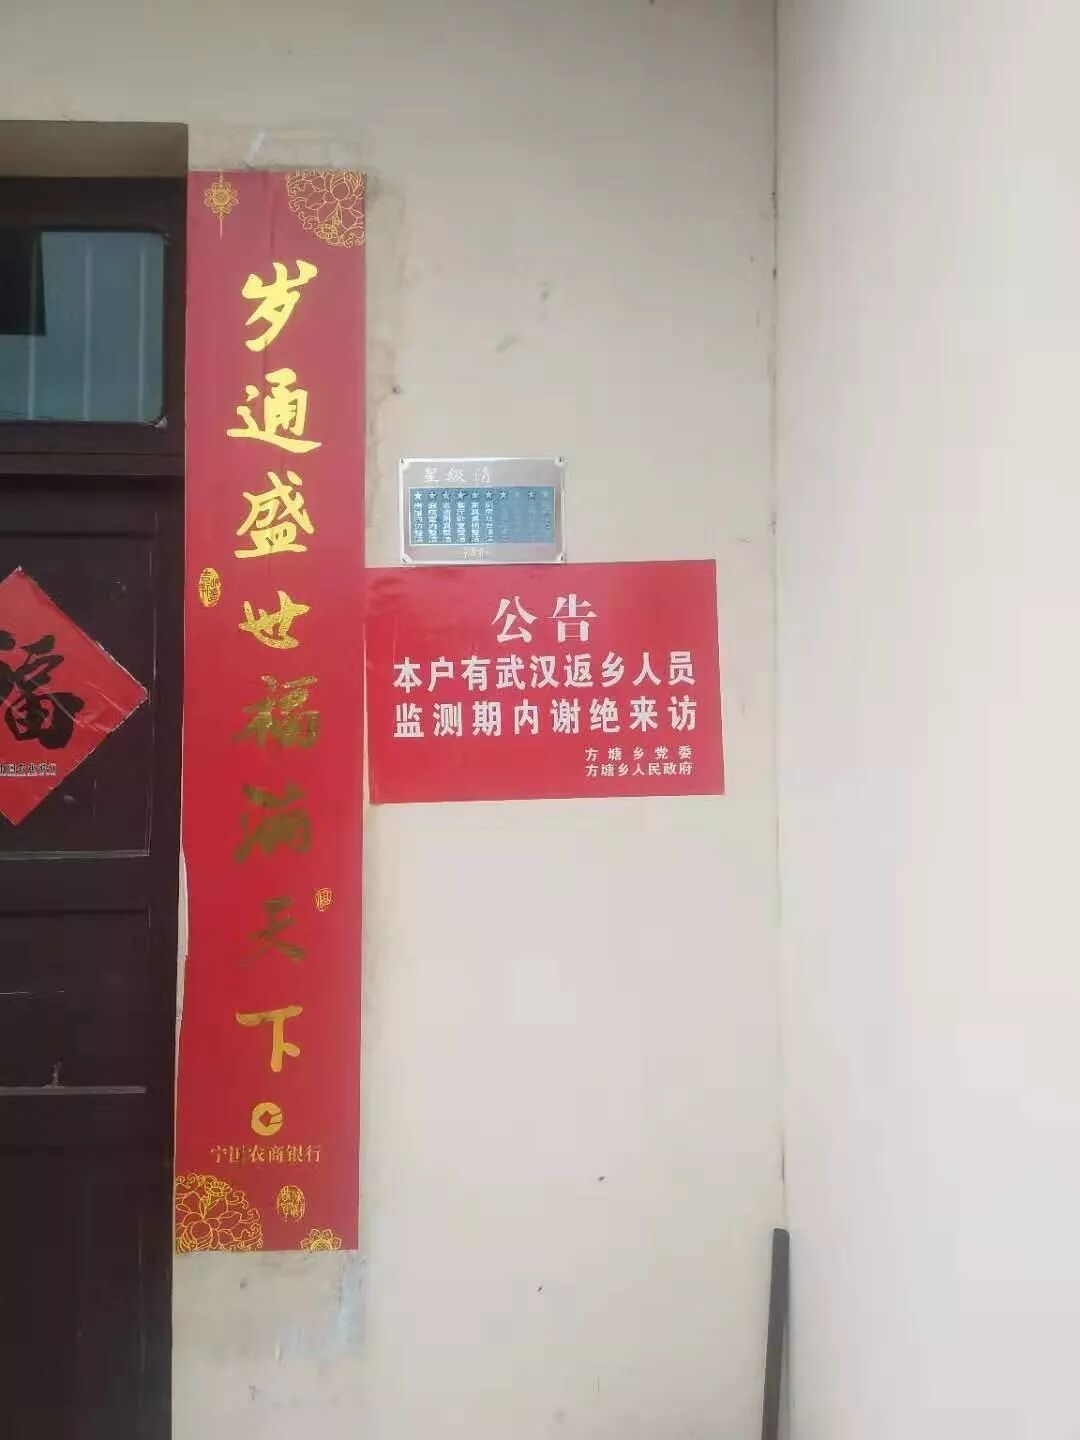 岁通盛世福满天下
宁国农商银行
福
星级清
公告
本户有武汉返乡人员
监测期内谢绝来访
方塘乡党委
方塘乡人民政府